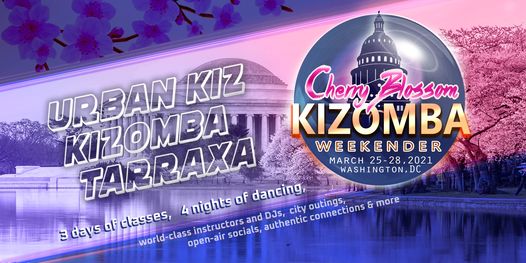 URBAN KIZ
KIZOMBA
TARRAXA
3 days of classes, 4 nights of dancing,
world-class instructors and DJs, city outings,
open-air socials, authentic connections & more
Cherry Blossom
KIZOMBA
WEEKENDER
MARCH 25-28, 2021
WASHINGTON, DC